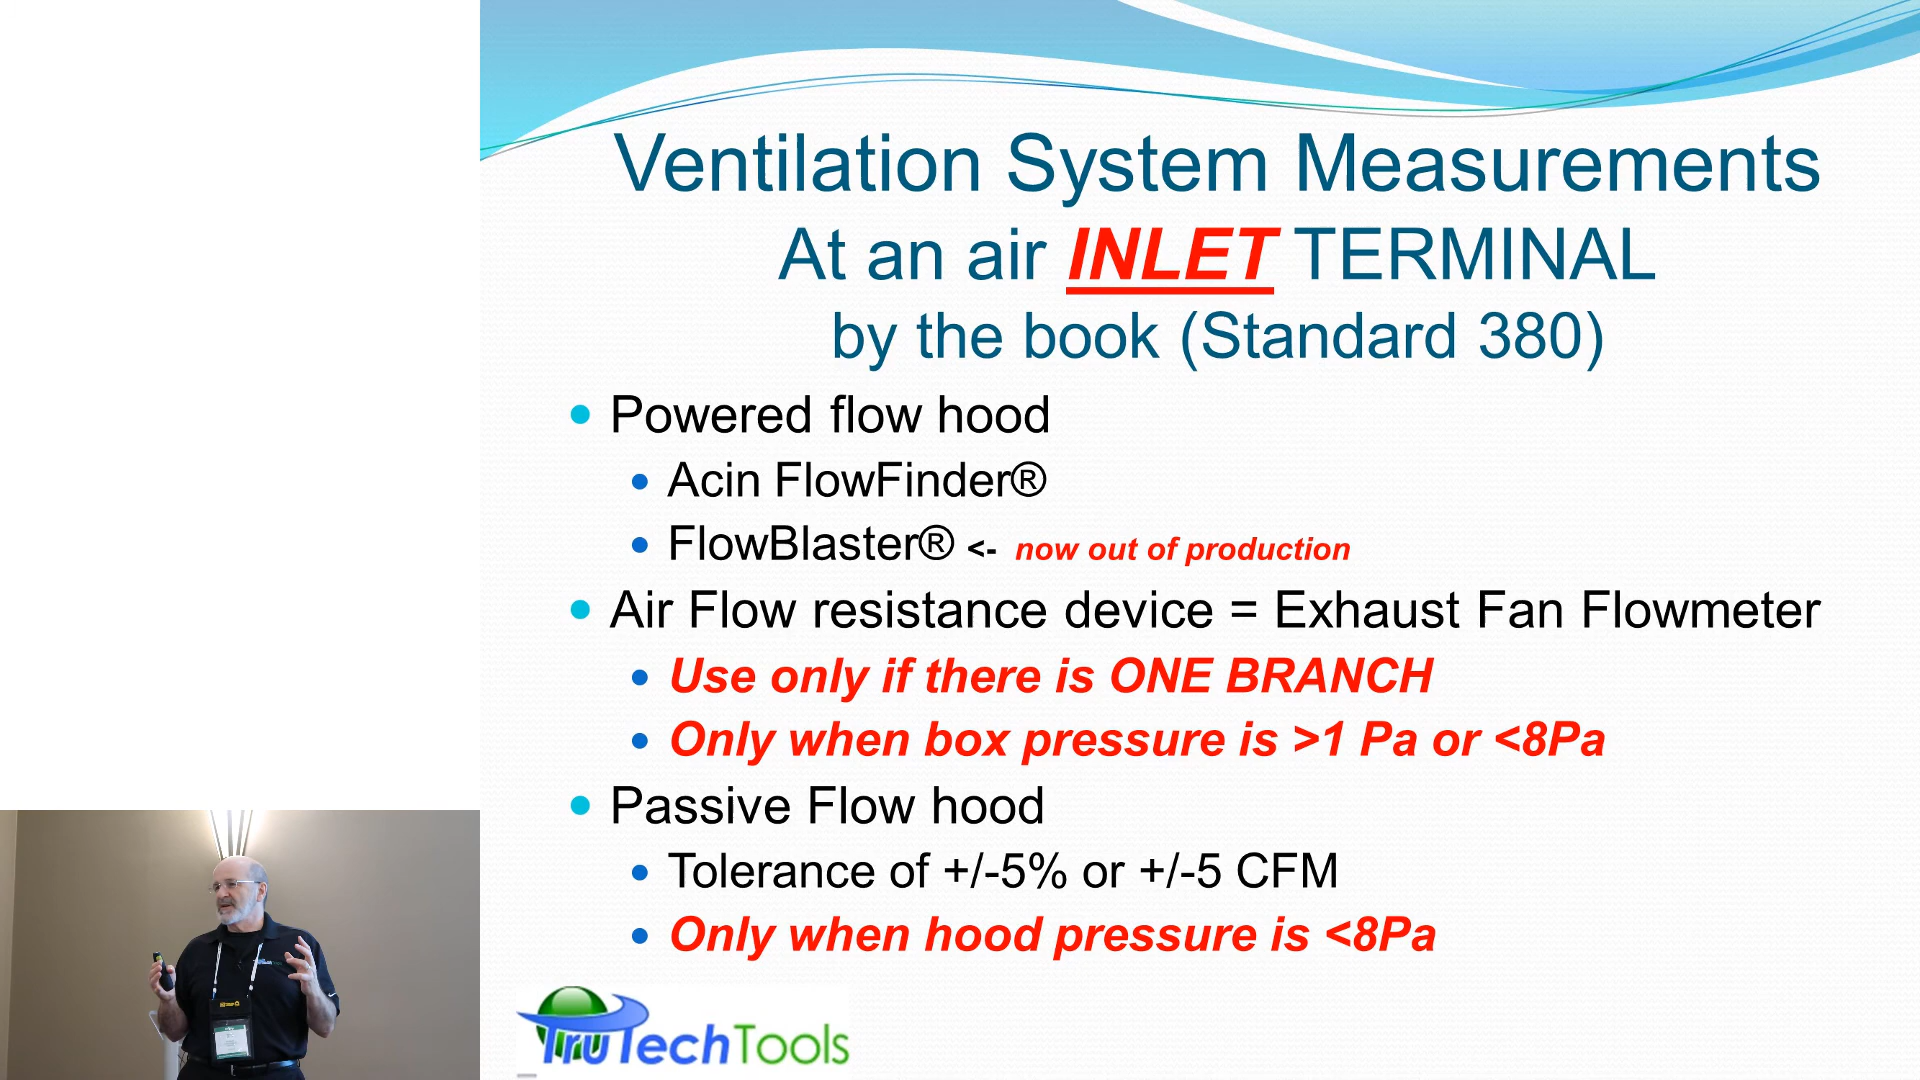 Ventilation System Measurements
At an air INLET TERMINAL
by the book (Standard 380)
Powered flow hood
Acin FlowFinder®
FlowBlaster® <- now out of production
Air Flow resistance device = Exhaust Fan Flowmeter
Use only if there is ONE BRANCH
Only when box pressure is >1 Pa or <8Pa
Passive Flow hood
Tolerance of +/-5% or +/-5 CFM
Only when hood pressure is <8Pa
TruTechTools